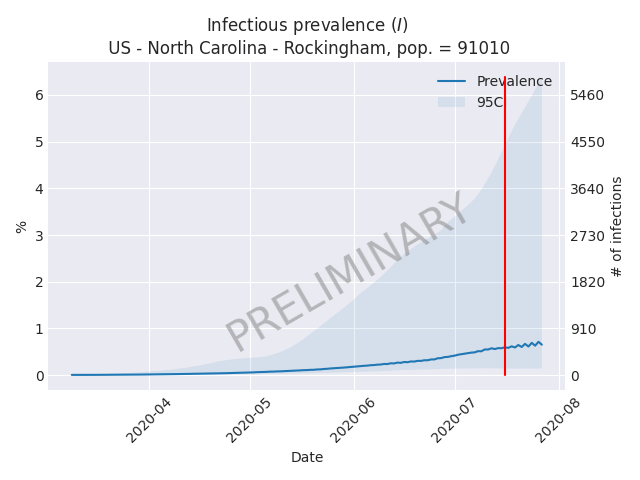 Infectious prevalence (I)
US - North Carolina - Rockingham, pop. = 91010
Prevalence
95C
6
5
4
3
2
1
0
%
5460
4550
3640
2730
1820
910
0
# of infections
PRELIMINARY
2020-04
2020-05
2020-06
2020-07
2020-08
Date